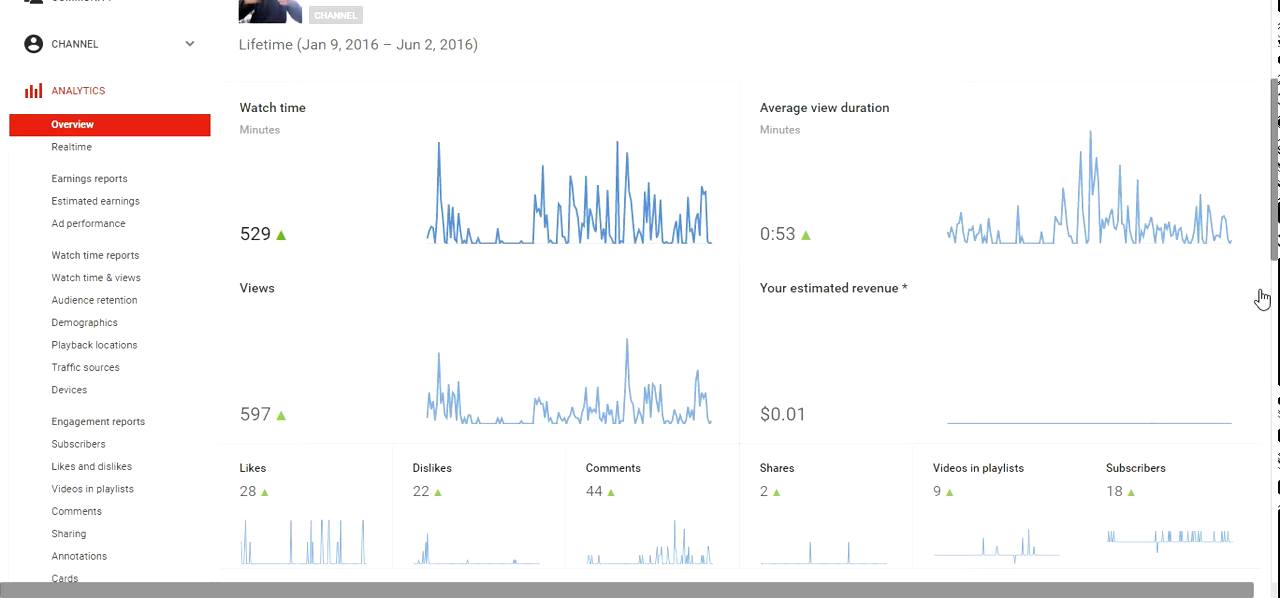 CHANNEL
CHANNEL
Lifetime (Jan 9, 2016 – Jun 2, 2016)
ANALYTICS
Overview
Realtime
Earnings reports
Estimated earnings
Ad performance
Watch time reports
Watch time & views
Audience retention
Demographics
Playback locations
Traffic sources
Devices
Engagement reports
Subscribers
Likes and dislikes
Videos in playlists
Comments
Sharing
Annotations
Cards
Watch time
Minutes
529
Average view duration
Minutes
0:53
Views
597
Your estimated revenue *
$0.01
Likes
28
Dislikes
22
Comments
44
Shares
2
Videos in playlists
9
Subscribers
18